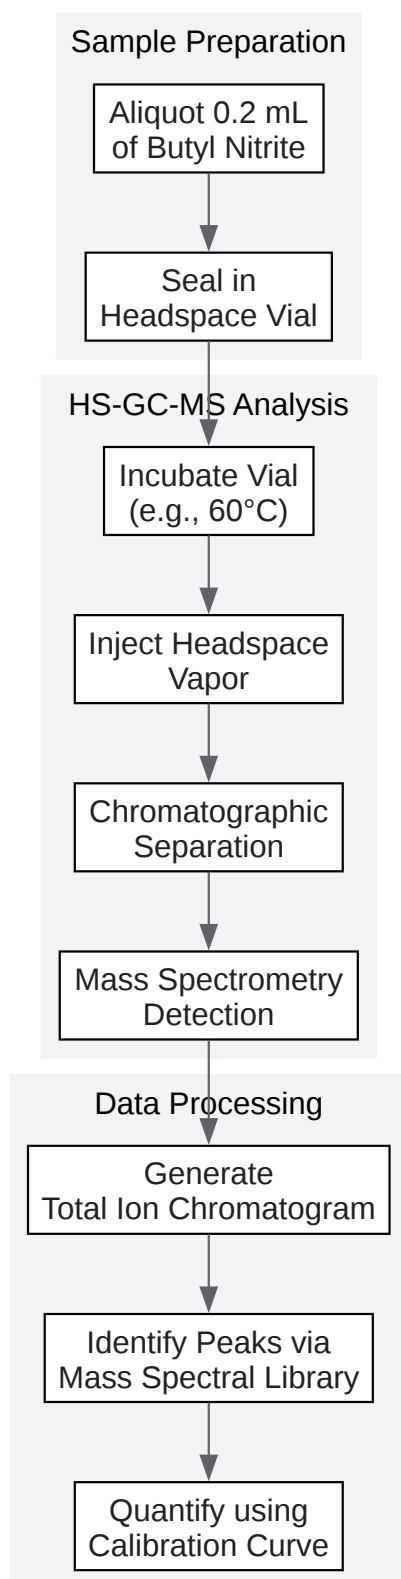 Sample Preparation
Aliquot 0.2 mL
of Butyl Nitrite
Seal in
Headspace Vial
HS-GC-MS Analysis
Incubate Vial
(e.g., 60°C)
Inject Headspace
Vapor
Chromatographic
Separation
Mass Spectrometry
Detection
Data Processing
Generate
Total Ion Chromatogram
Identify Peaks via
Mass Spectral Library
Quantify using
Calibration Curve